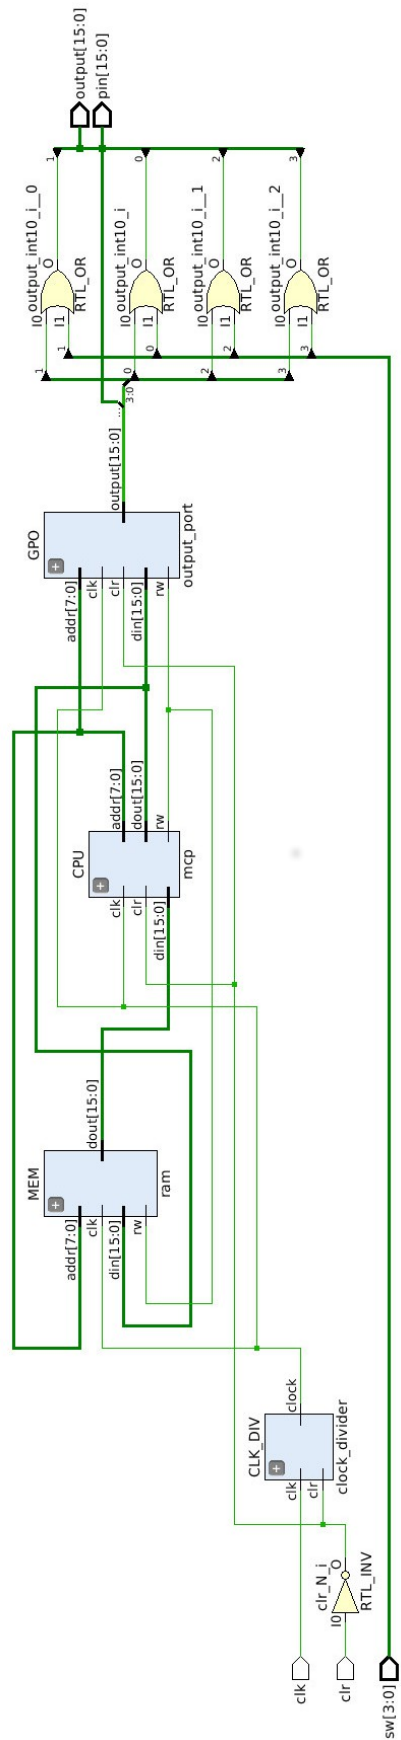 clk
clr
sw[3:0]
clr_N_i
I0
O
RTL_INV
CLK_DIV
+
clk
clr
clock
clock_divider
MEM
+
addr[7:0]
clk
din[15:0]
rw
dout[15:0]
ram
CPU
+
clk
clr
din[15:0]
addr[7:0]
dout[15:0]
rw
mcp
GPO
+
addr[7:0]
clk
clr
din[15:0]
rw
output[15:0]
output_port
...
3:0
output_int10_i__0
1
I0
1
I1
O
1
RTL_OR
output_int10_i
0
I0
0
I1
O
0
RTL_OR
output_int10_i__1
2
I0
2
I1
O
2
RTL_OR
output_int10_i__2
3
I0
3
I1
O
3
RTL_OR
output[15:0]
pin[15:0]